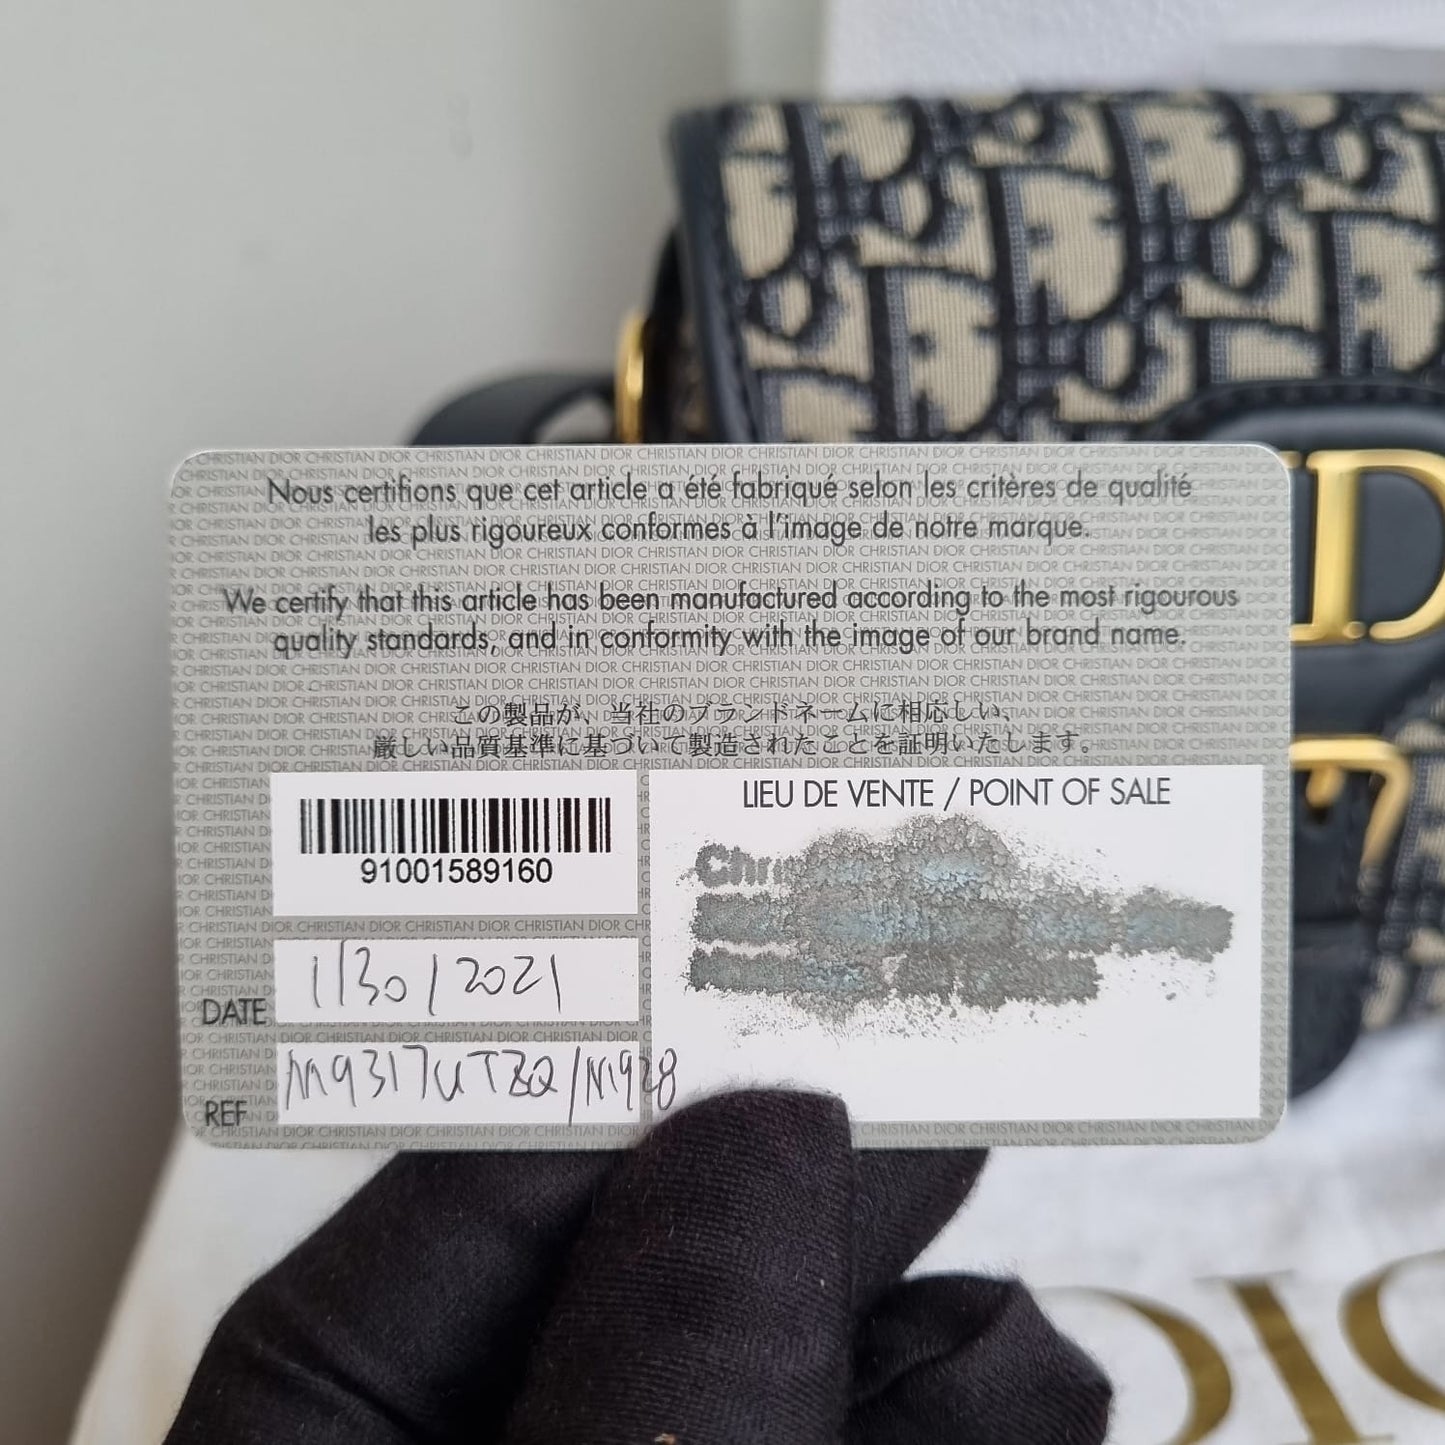 Nous certifions que cet article a été fabriqué selon les critères de qualité
les plus rigoureux conformes à l'image de notre marque.
We certify that this article has been manufactured according to the most rigourous
quality standards, and in conformity with the image of our brand name.
この製品が、当社のブランドネームに相応しい、
厳しい品質基準に基づいて製造されたことを証明いたします。
91001589160
LIEU DE VENTE / POINT OF SALE
DATE 1/30/2021
REF M9317UTZQ/M928